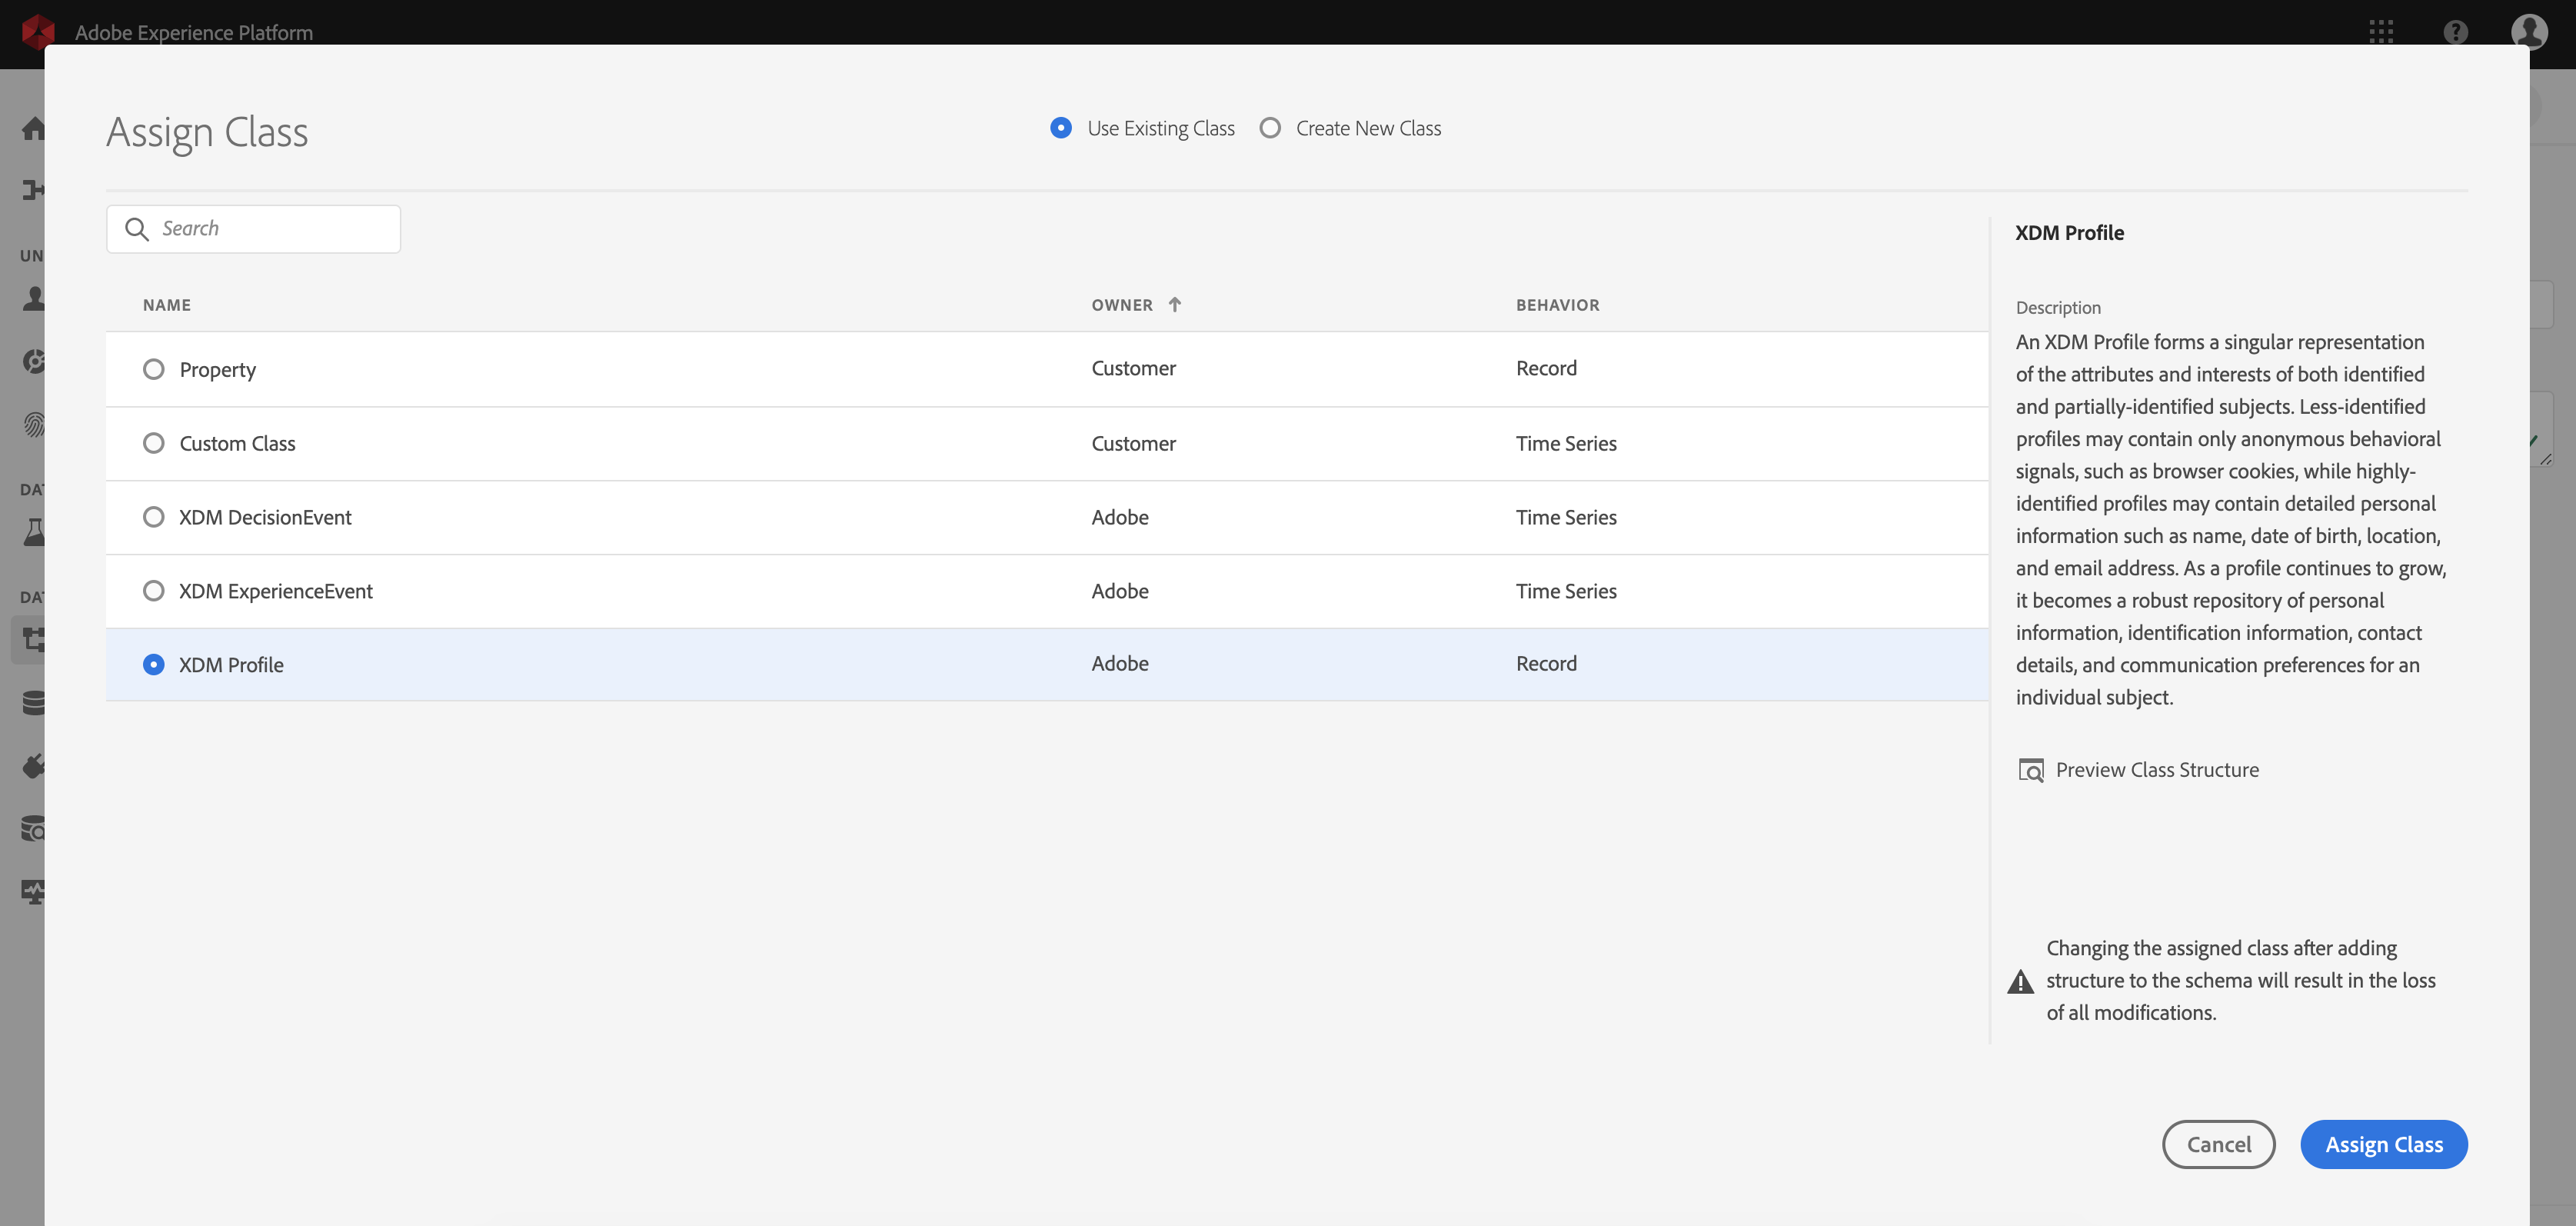 Adobe Experience Platform
Assign Class
Use Existing Class
Create New Class
Search
NAME
OWNER
BEHAVIOR
Property
Customer
Record
Custom Class
Customer
Time Series
XDM DecisionEvent
Adobe
Time Series
XDM ExperienceEvent
Adobe
Time Series
XDM Profile
Adobe
Record
XDM Profile
Description
An XDM Profile forms a singular representation
of the attributes and interests of both identified
and partially-identified subjects. Less-identified
profiles may contain only anonymous behavioral
signals, such as browser cookies, while highly-
identified profiles may contain detailed personal
information such as name, date of birth, location,
and email address. As a profile continues to grow,
it becomes a robust repository of personal
information, identification information, contact
details, and communication preferences for an
individual subject.
Preview Class Structure
Changing the assigned class after adding
structure to the schema will result in the loss
of all modifications.
Cancel
Assign Class